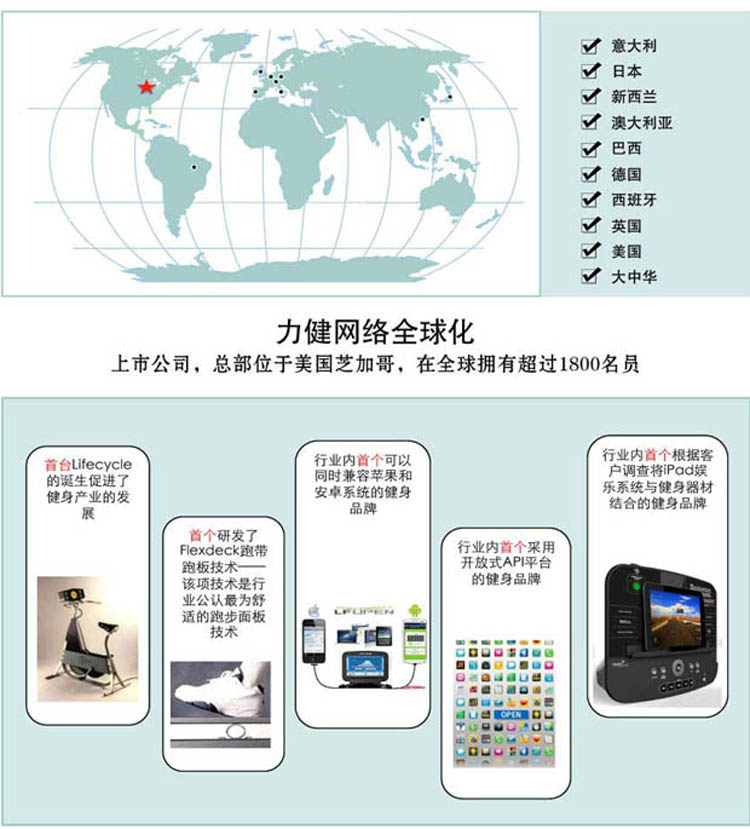 意大利
日本
新西兰
澳大利亚
巴西
德国
西班牙
英国
美国
大中华
力健网络全球化
上市公司，总部位于美国芝加哥，在全球拥有超过1800名员
首台Lifecycle
的诞生促进了
健身产业的发
展
首个研发了
Flexdeck跑带
跑板技术——
该项技术是行
业公认最为舒
适的跑步面板
技术
行业内首个可以
同时兼容苹果和
安卓系统的健身
品牌
LFOPEN
行业内首个采用
开放式API平台
的健身品牌
OPEN
行业内首个根据客
户调查将iPad娱
乐系统与健身器材
结合的健身品牌